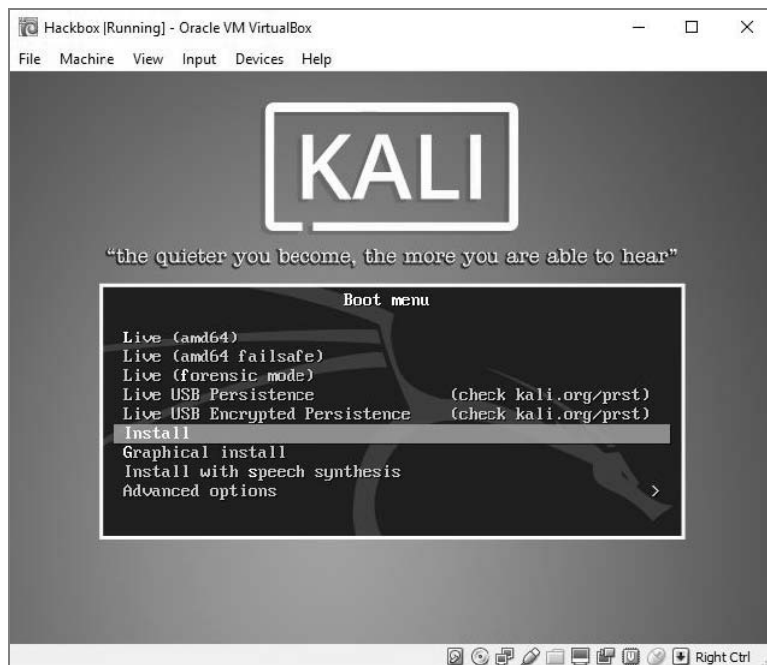 Hackbox [Running] - Oracle VM VirtualBox
File Machine View Input Devices Help
KALI
“the quieter you become, the more you are able to hear”
Boot menu
Live (amd64)
Live (amd64 failsafe)
Live (forensic mode)
Live USB Persistence (check kali.org/prst)
Live USB Encrypted Persistence (check kali.org/prst)
Install
Graphical install
Install with speech synthesis
Advanced options >
Right Ctrl